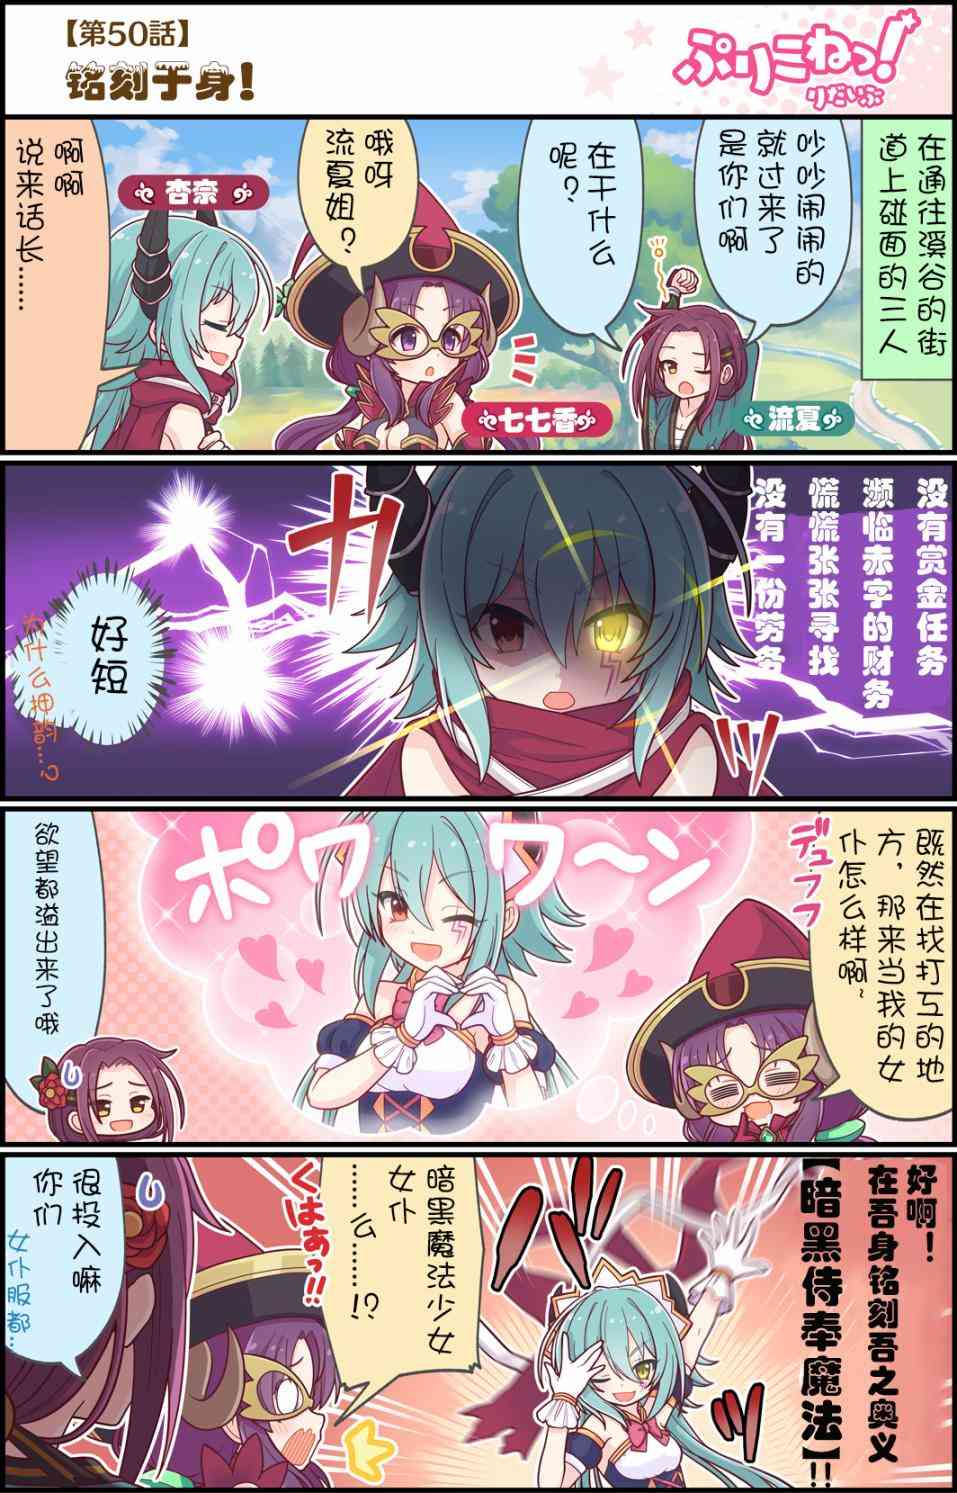 【第50話】
铭刻于身！
ぷりこねっ！
りだいぶ
在通往溪谷的街
道上碰面的三人
吵吵闹闹的
就过来了
是你们啊
在干什么
呢？
哦呀
流夏姐？
啊啊
说来话长……
杏奈
七七香
流夏
没有赏金任务
濒临赤字的财务
慌慌张张寻找
没有一份劳务
カッ
好短
为什么押韵…？
既然在找打工的地
方，那来当我的女
仆怎么样啊~
デュフフ
ポワワ～ン
欲望都溢出来了哦
好啊！
在吾身铭刻吾之奥义
【暗黑侍奉魔法】!!
暗黑魔法少女
女仆
……么……!?
くはぁっ!!
很投入嘛
你们
女仆服都…